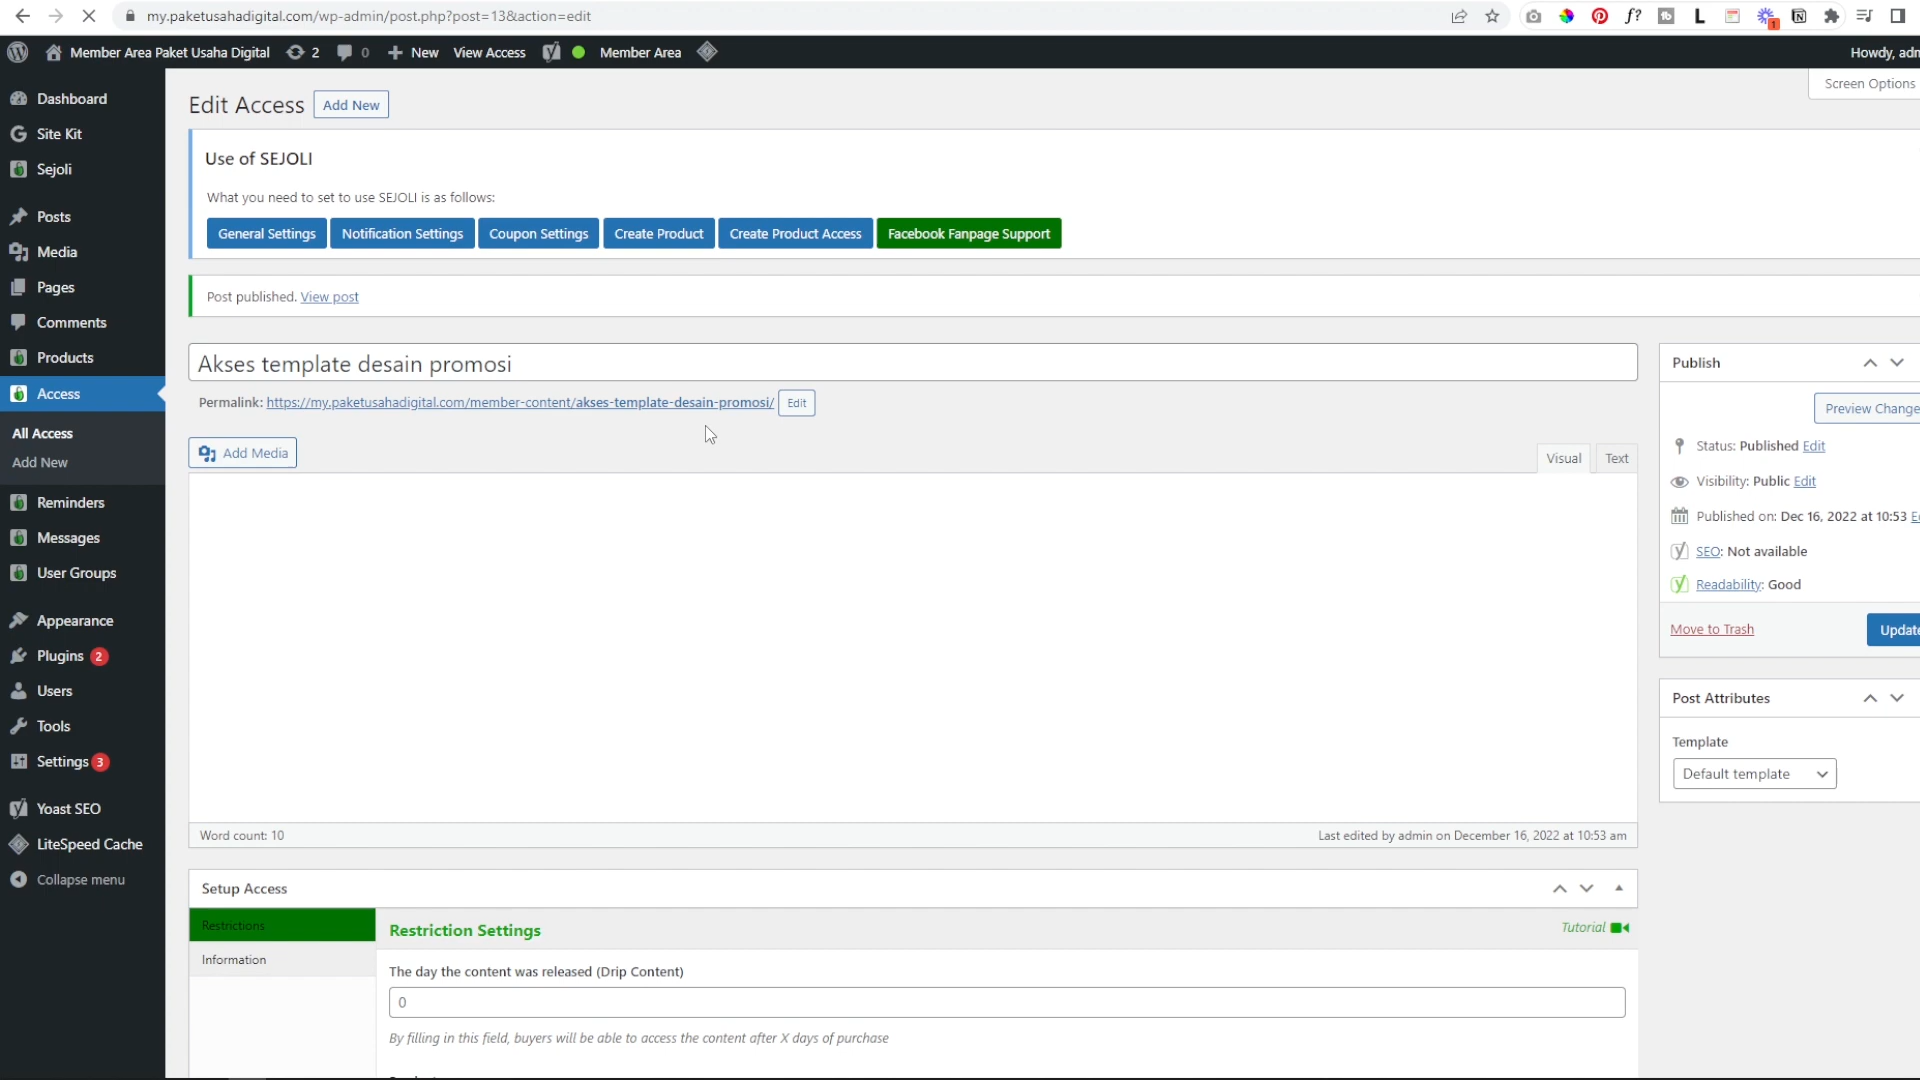 my.paketusahadigital.com/wp-admin/post.php?post=13&action=edit
Member Area Paket Usaha Digital 2 0 New View Access Member Area Howdy, adm
Screen Options
Dashboard
Site Kit
Sejoli
Posts
Media
Pages
Comments
Products
Access
All Access
Add New
Reminders
Messages
User Groups
Appearance
Plugins 2
Users
Tools
Settings 3
Yoast SEO
LiteSpeed Cache
Collapse menu
Edit Access Add New
Use of SEJOLI
What you need to set to use SEJOLI is as follows:
General Settings Notification Settings Coupon Settings Create Product Create Product Access Facebook Fanpage Support
Post published. View post
Akses template desain promosi
Permalink: https://my.paketusahadigital.com/member-content/akses-template-desain-promosi/ Edit
Add Media
Visual Text
Word count: 10
Last edited by admin on December 16, 2022 at 10:53 am
Setup Access
Restrictions
Information
Restriction Settings
Tutorial
The day the content was released (Drip Content)
0
By filling in this field, buyers will be able to access the content after X days of purchase
Publish
Preview Change
Status: Published Edit
Visibility: Public Edit
Published on: Dec 16, 2022 at 10:53
SEO: Not available
Readability: Good
Move to Trash
Update
Post Attributes
Template
Default template